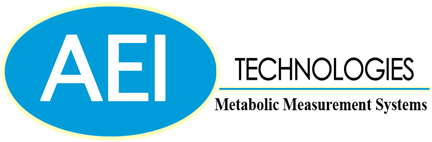 AEI
TECHNOLOGIES
Metabolic Measurement Systems